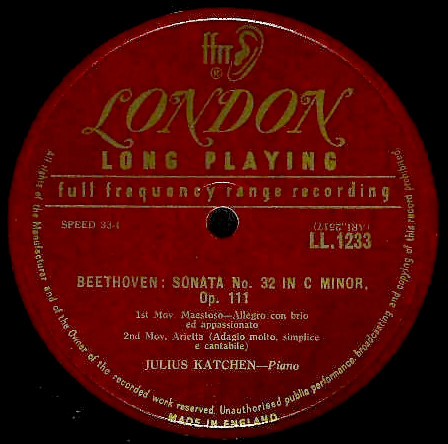 ffrr
®
LONDON
LONG PLAYING
full frequency range recording
SPEED 33⅓
(ARL.2517)
LL.1233
BEETHOVEN: SONATA No. 32 IN C MINOR,
Op. 111
1st Mov. Maestoso—Allegro con brio
ed appassionato
2nd Mov. Arietta (Adagio molto, simplice
e cantabile)
JULIUS KATCHEN—Piano
All rights of the Manufacturer and of the Owner of the recorded work reserved. Unauthorised public performance, broadcasting and copying of this record prohibited.
MADE IN ENGLAND